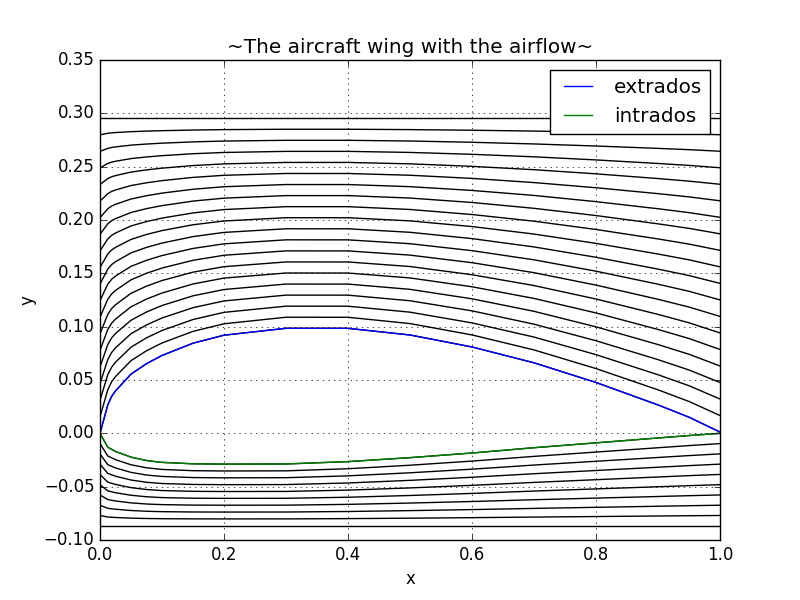 ~The aircraft wing with the airflow~
extrados
intrados
0.35
0.30
0.25
0.20
0.15
0.10
0.05
0.00
−0.05
−0.10
y
0.0 0.2 0.4 0.6 0.8 1.0
x